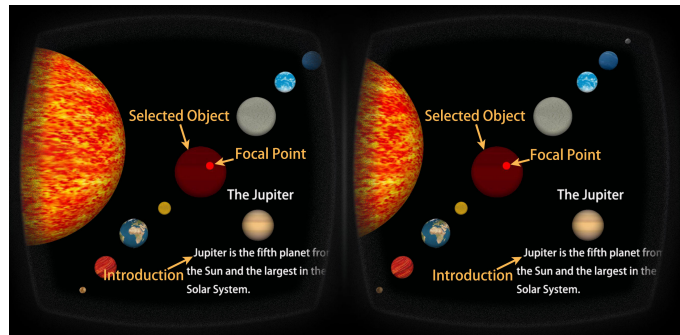 Selected Object
Focal Point
The Jupiter
Jupiter is the fifth planet from
Introduction
the Sun and the largest in the
Solar System.
Selected Object
Focal Point
The Jupiter
Jupiter is the fifth planet from
Introduction
the Sun and the largest in the
Solar System.